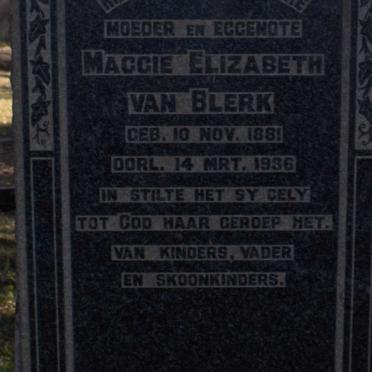 MOEDER EN EGGENOTE
MAGGIE ELIZABETH
VAN BLERK
GEB. 10 NOV. 1881
OORL. 14 MRT. 1936
IN STILTE HET SY GELY
TOT GOD HAAR GEROEP HET.
VAN KINDERS, VADER
EN SKOONKINDERS.